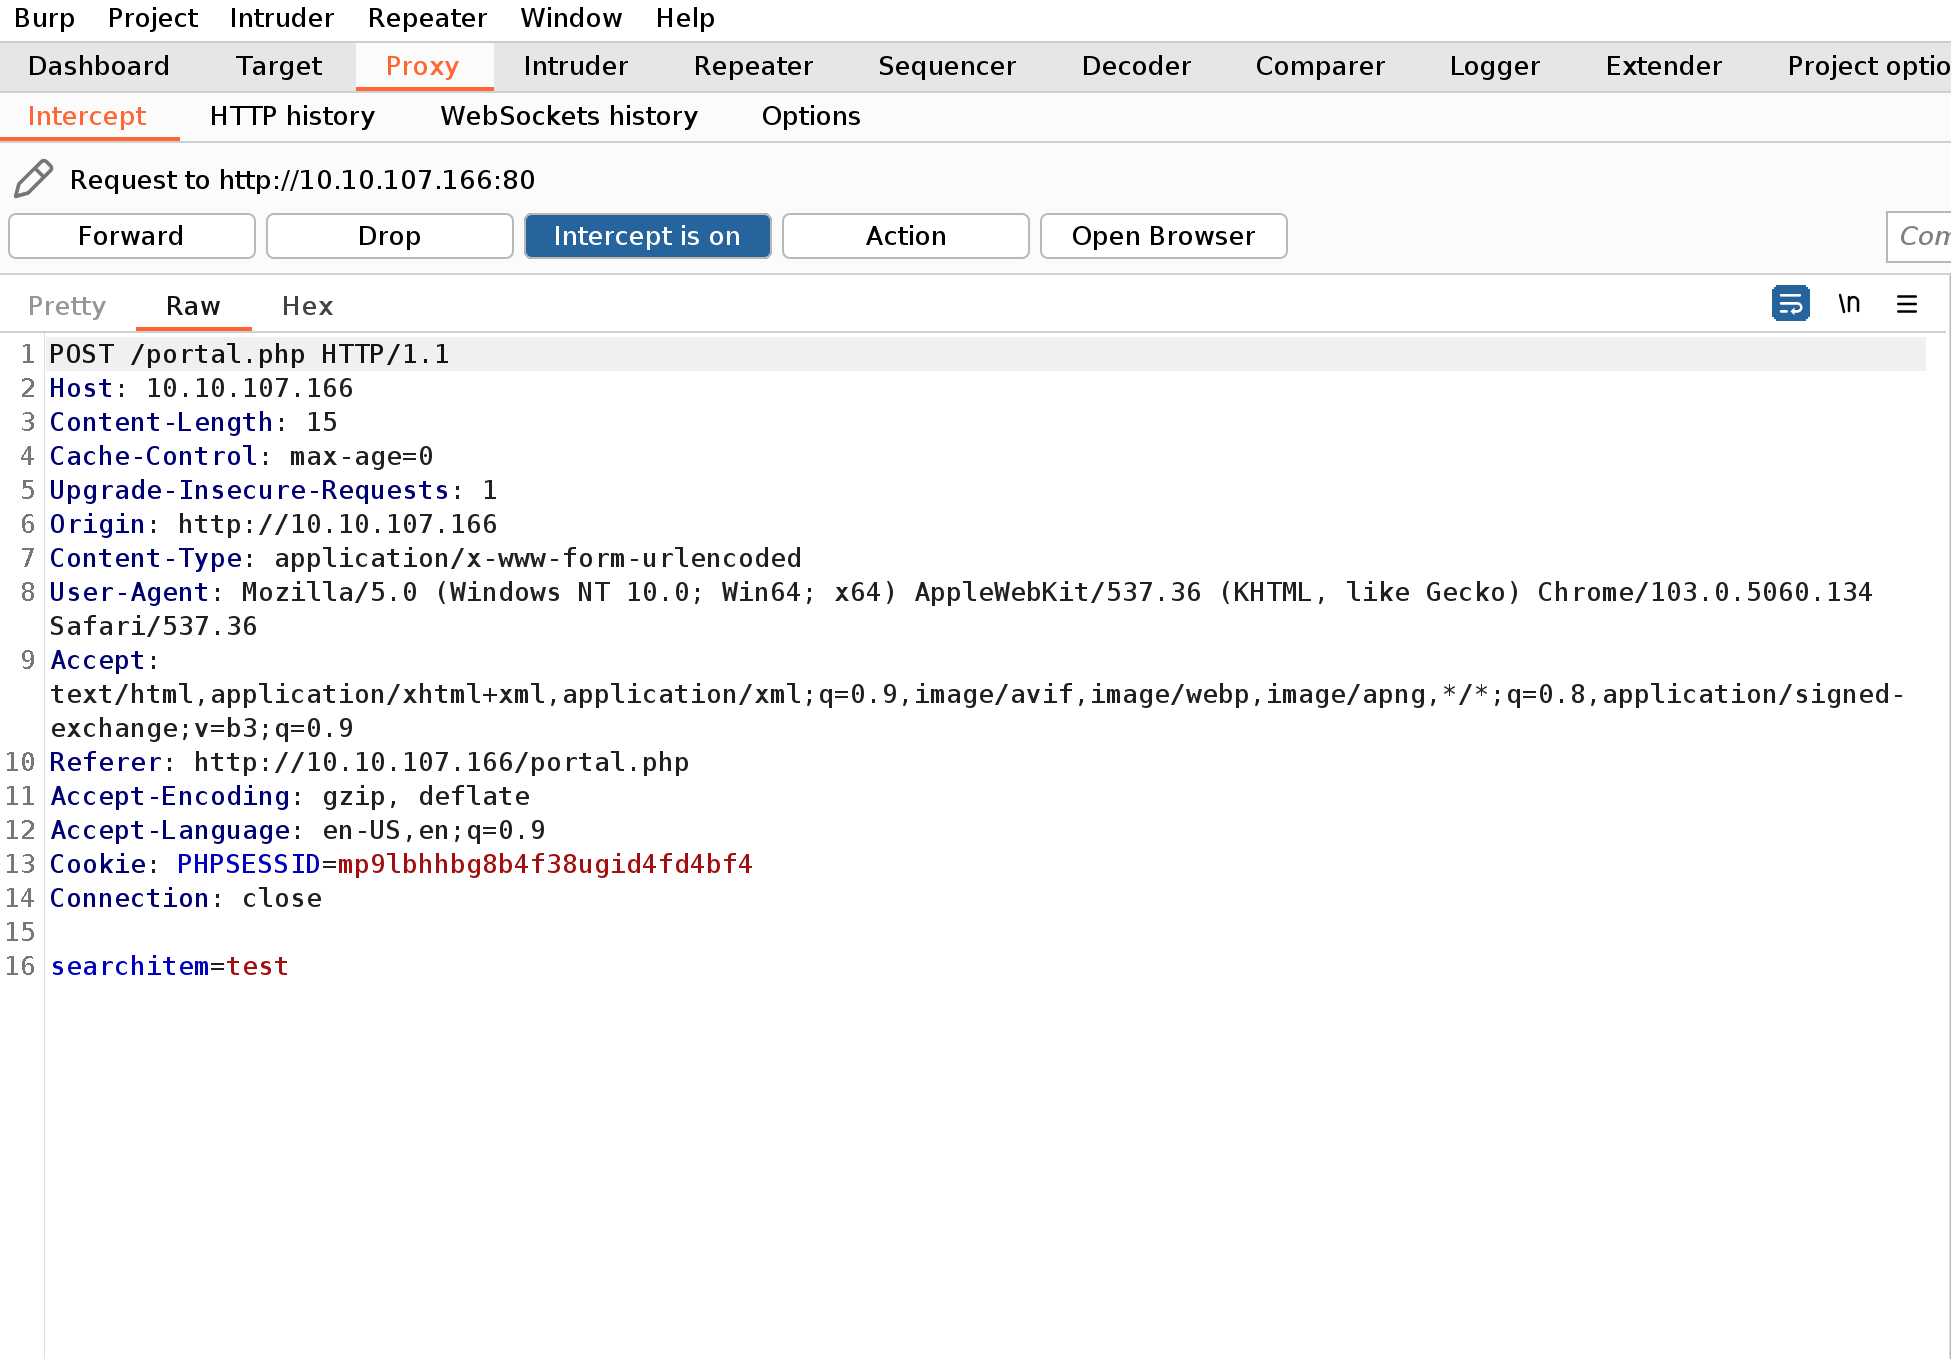 Burp Project Intruder Repeater Window Help
Dashboard Target Proxy Intruder Repeater Sequencer Decoder Comparer Logger Extender Project optio
Intercept HTTP history WebSockets history Options
Request to http://10.10.107.166:80
Forward Drop Intercept is on Action Open Browser Com
Pretty Raw Hex \n
1 POST /portal.php HTTP/1.1
2 Host: 10.10.107.166
3 Content-Length: 15
4 Cache-Control: max-age=0
5 Upgrade-Insecure-Requests: 1
6 Origin: http://10.10.107.166
7 Content-Type: application/x-www-form-urlencoded
8 User-Agent: Mozilla/5.0 (Windows NT 10.0; Win64; x64) AppleWebKit/537.36 (KHTML, like Gecko) Chrome/103.0.5060.134
Safari/537.36
9 Accept:
text/html,application/xhtml+xml,application/xml;q=0.9,image/avif,image/webp,image/apng,*/*;q=0.8,application/signed-
exchange;v=b3;q=0.9
10 Referer: http://10.10.107.166/portal.php
11 Accept-Encoding: gzip, deflate
12 Accept-Language: en-US,en;q=0.9
13 Cookie: PHPSESSID=mp9lbhhbg8b4f38ugid4fd4bf4
14 Connection: close
15
16 searchitem=test